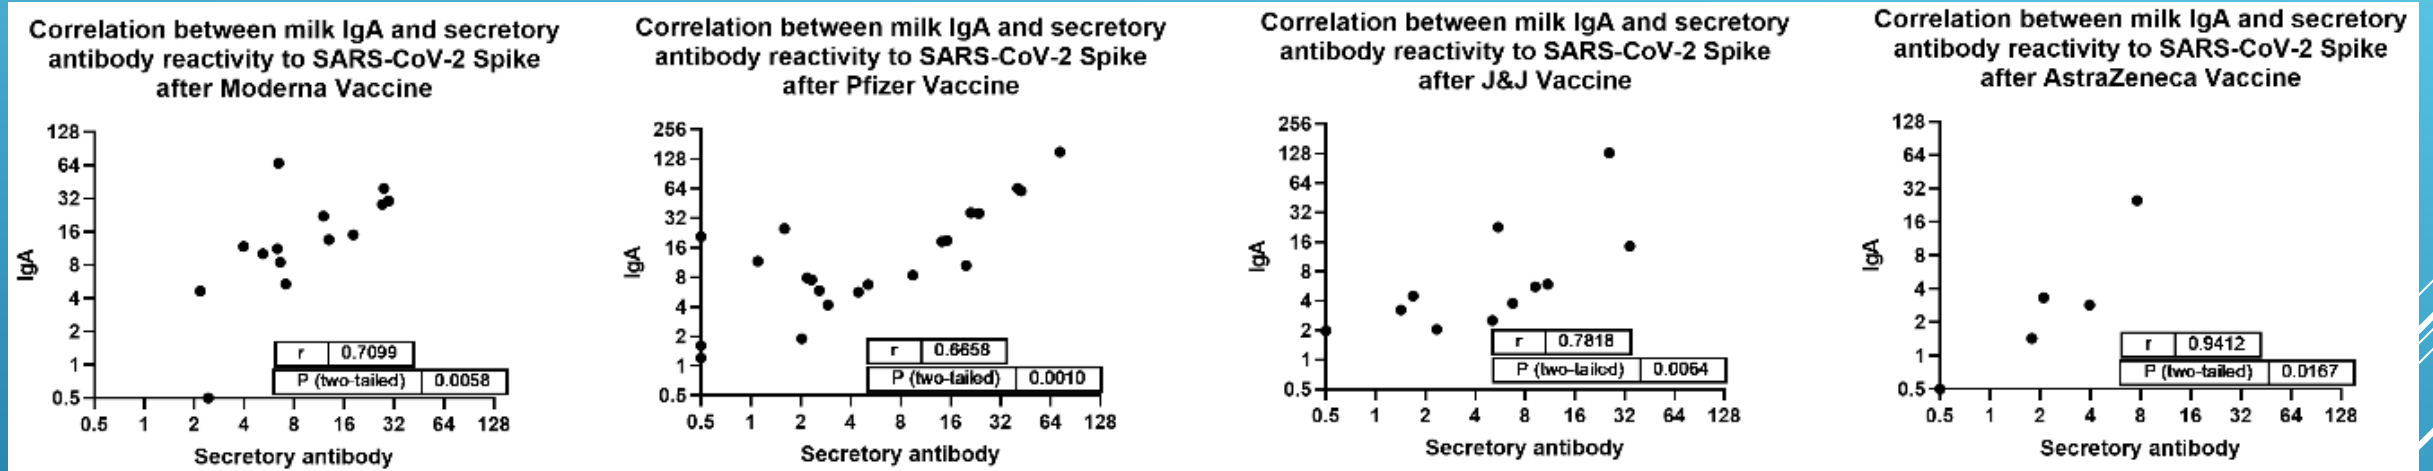 Correlation between milk IgA and secretory
antibody reactivity to SARS-CoV-2 Spike
after Moderna Vaccine
128
64
32
16
8
4
2
1
0.5
IgA
r 0.7099
P (two-tailed) 0.0058
0.5 1 2 4 8 16 32 64 128
Secretory antibody
Correlation between milk IgA and secretory
antibody reactivity to SARS-CoV-2 Spike
after Pfizer Vaccine
256
128
64
32
16
8
4
2
1
0.5
IgA
r 0.6658
P (two-tailed) 0.0010
0.5 1 2 4 8 16 32 64 128
Secretory antibody
Correlation between milk IgA and secretory
antibody reactivity to SARS-CoV-2 Spike
after J&J Vaccine
256
128
64
32
16
8
4
2
1
0.5
IgA
r 0.7818
P (two-tailed) 0.0064
0.5 1 2 4 8 16 32 64 128
Secretory antibody
Correlation between milk IgA and secretory
antibody reactivity to SARS-CoV-2 Spike
after AstraZeneca Vaccine
128
64
32
16
8
4
2
1
0.5
IgA
r 0.9412
P (two-tailed) 0.0167
0.5 1 2 4 8 16 32 64 128
Secretory antibody